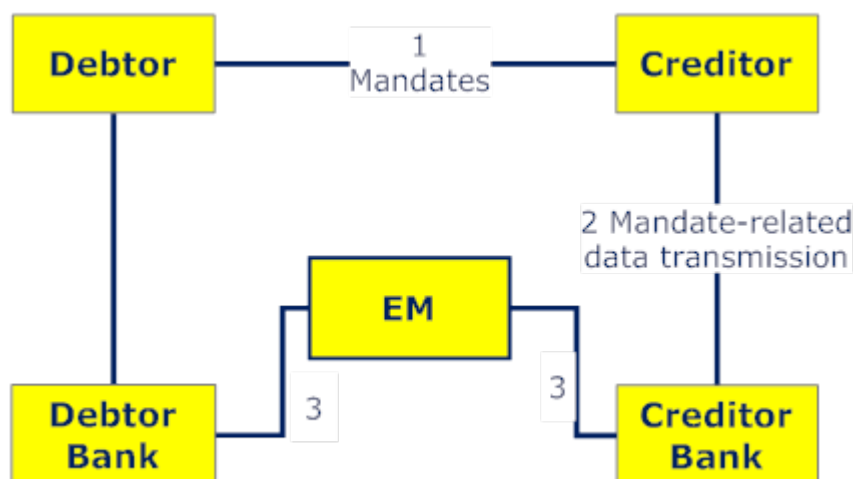 Debtor
1
Mandates
Creditor
2 Mandate-related
data transmission
EM
3
3
Debtor
Bank
Creditor
Bank